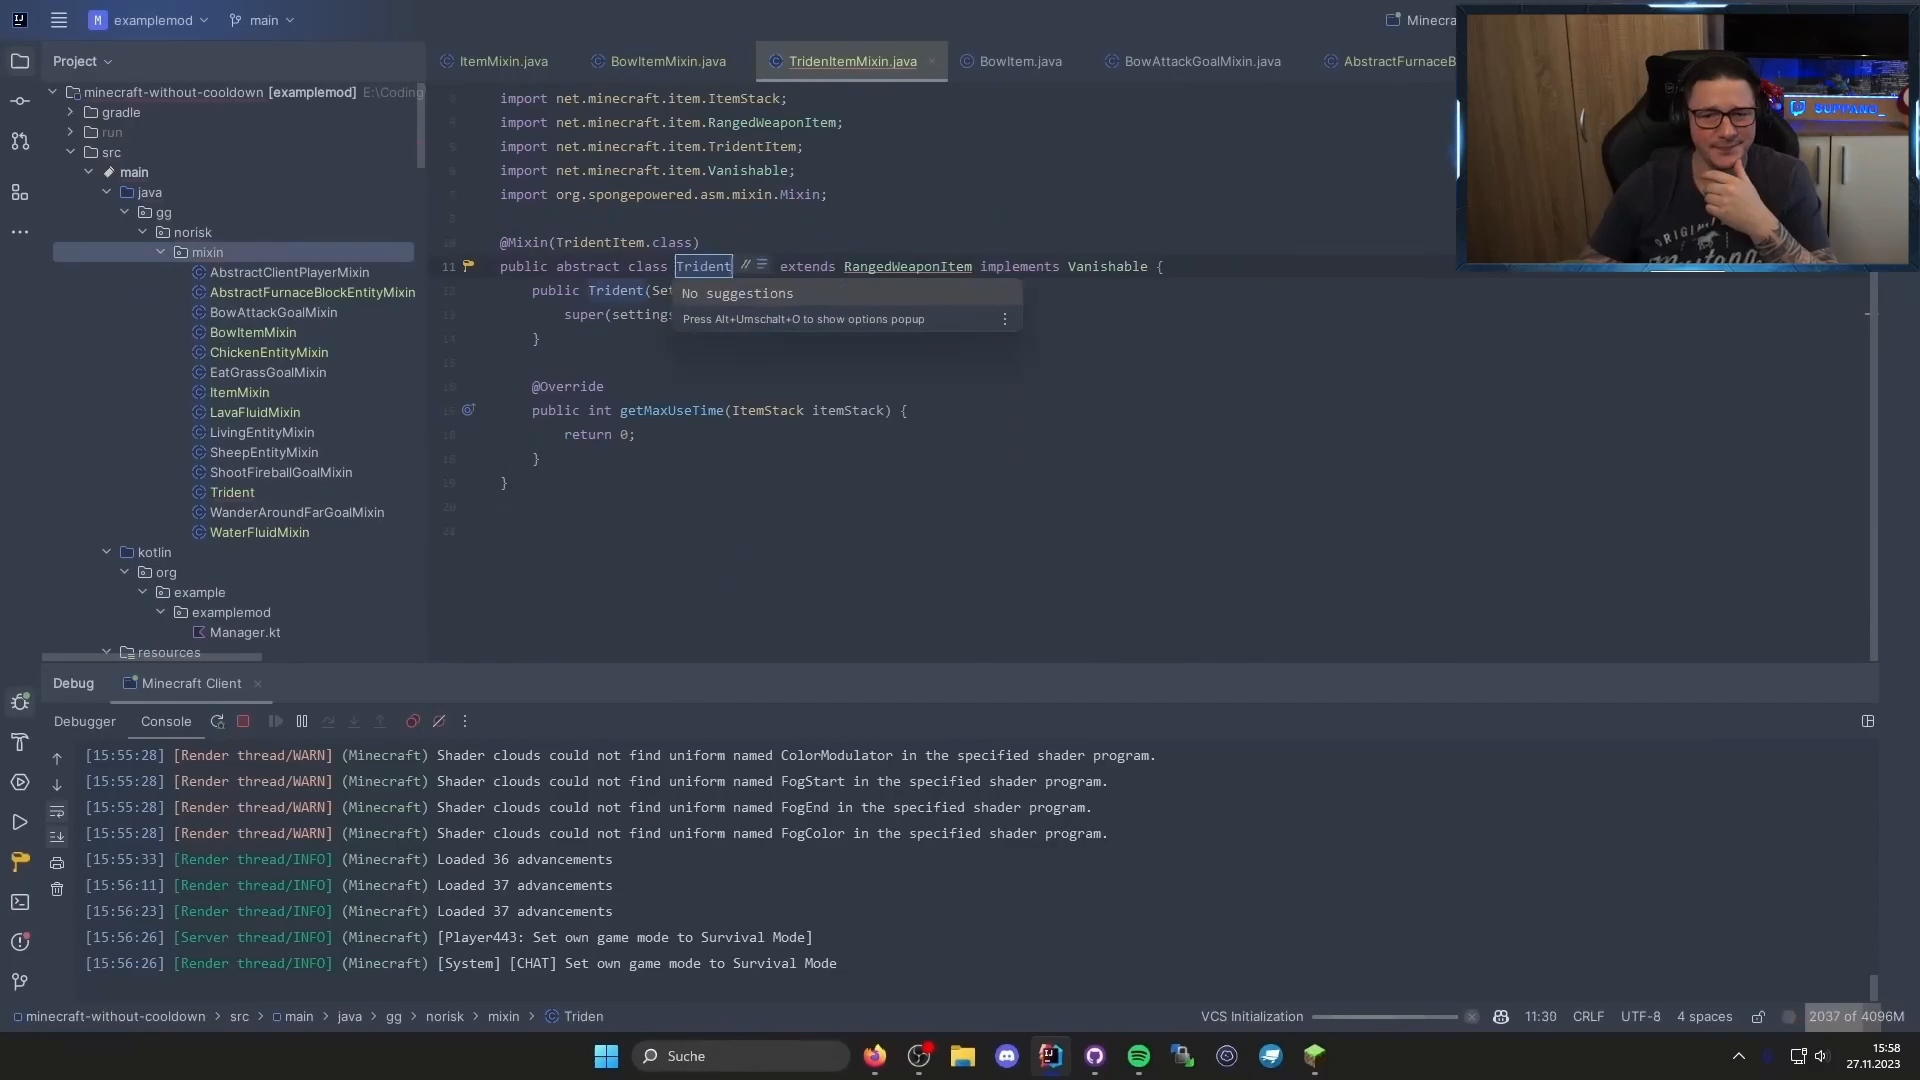 M examplemod main Minecra
Project
ItemMixin.java BowItemMixin.java TridenItemMixin.java BowItem.java BowAttackGoalMixin.java AbstractFurnaceB
minecraft-without-cooldown [examplemod] E:\Coding
gradle
run
src
main
java
gg
norisk
mixin
AbstractClientPlayerMixin
AbstractFurnaceBlockEntityMixin
BowAttackGoalMixin
BowItemMixin
ChickenEntityMixin
EatGrassGoalMixin
ItemMixin
LavaFluidMixin
LivingEntityMixin
SheepEntityMixin
ShootFireballGoalMixin
Trident
WanderAroundFarGoalMixin
WaterFluidMixin
kotlin
org
example
examplemod
Manager.kt
resources
import net.minecraft.item.ItemStack;
import net.minecraft.item.RangedWeaponItem;
import net.minecraft.item.TridentItem;
import net.minecraft.item.Vanishable;
import org.spongepowered.asm.mixin.Mixin;
@Mixin(TridentItem.class)
11 public abstract class Trident extends RangedWeaponItem implements Vanishable {
public Trident(Set
No suggestions
super(settings
Press Alt+Umschalt+O to show options popup
}
@Override
public int getMaxUseTime(ItemStack itemStack) {
return 0;
}
}
Debug Minecraft Client
Debugger Console
[15:55:28] [Render thread/WARN] (Minecraft) Shader clouds could not find uniform named ColorModulator in the specified shader program.
[15:55:28] [Render thread/WARN] (Minecraft) Shader clouds could not find uniform named FogStart in the specified shader program.
[15:55:28] [Render thread/WARN] (Minecraft) Shader clouds could not find uniform named FogEnd in the specified shader program.
[15:55:28] [Render thread/WARN] (Minecraft) Shader clouds could not find uniform named FogColor in the specified shader program.
[15:55:33] [Render thread/INFO] (Minecraft) Loaded 36 advancements
[15:56:11] [Render thread/INFO] (Minecraft) Loaded 37 advancements
[15:56:23] [Render thread/INFO] (Minecraft) Loaded 37 advancements
[15:56:26] [Server thread/INFO] (Minecraft) [Player443: Set own game mode to Survival Mode]
[15:56:26] [Render thread/INFO] (Minecraft) [System] [CHAT] Set own game mode to Survival Mode
minecraft-without-cooldown > src > main > java > gg > norisk > mixin > Triden
VCS Initialization 11:30 CRLF UTF-8 4 spaces 2037 of 4096M
Suche
15:58
27.11.2023